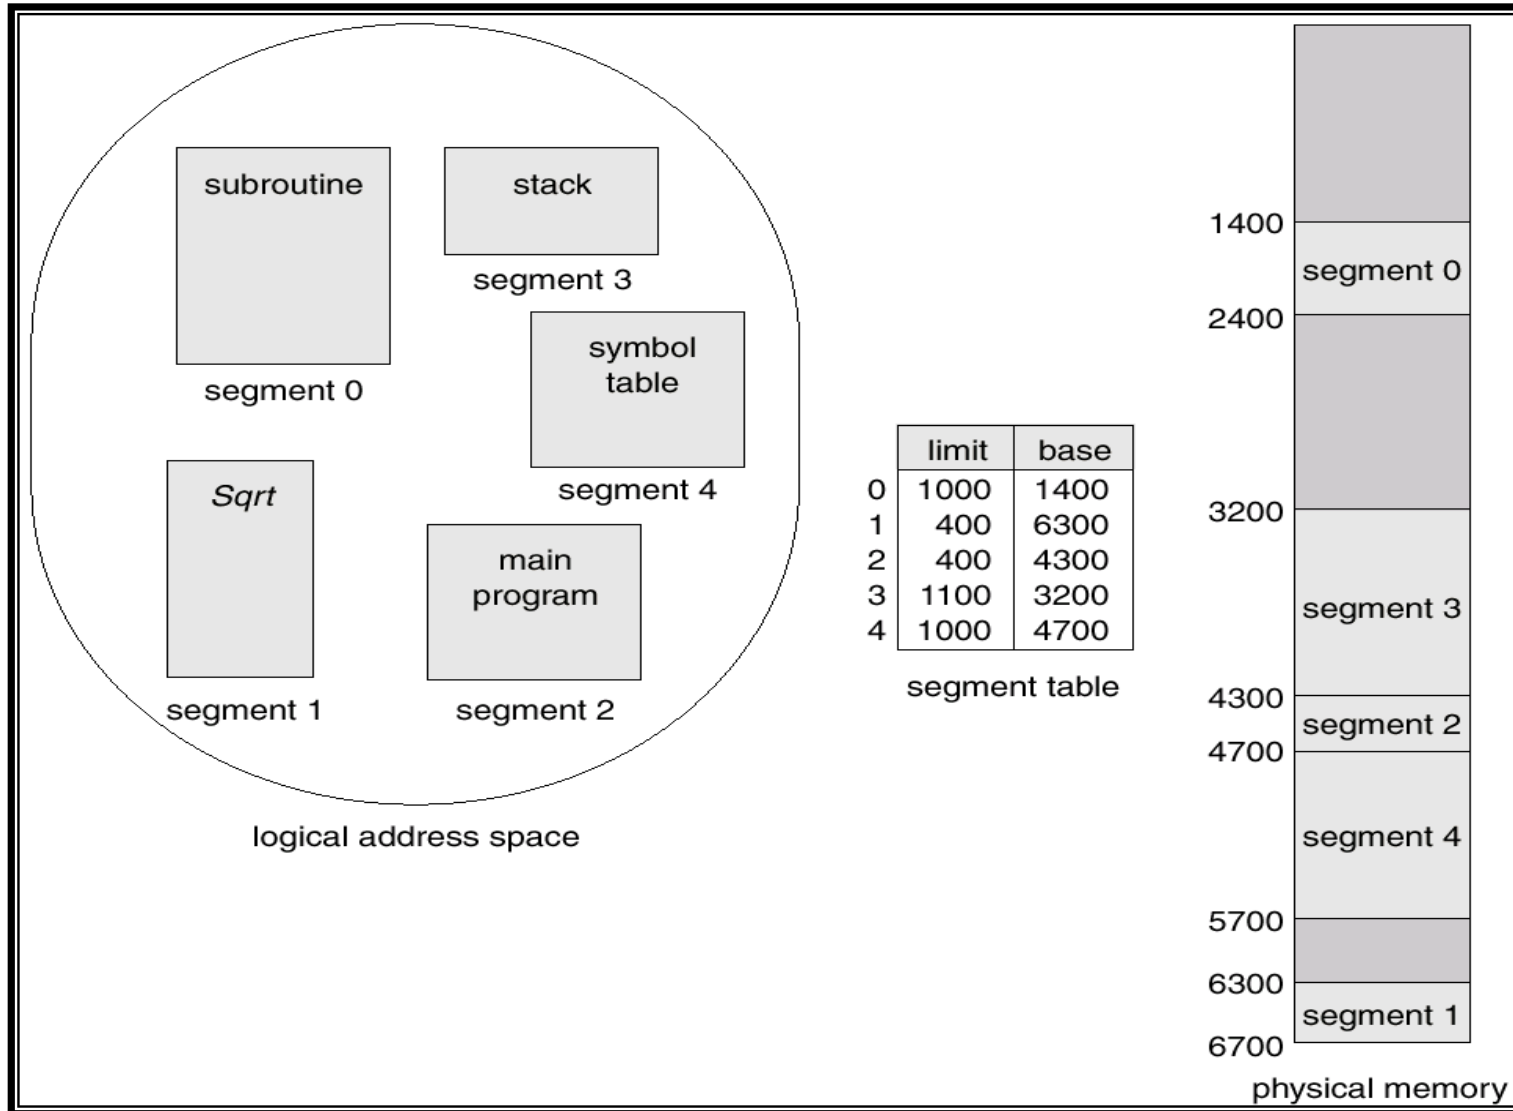 subroutine
segment 0
stack
segment 3
symbol
table
segment 4
Sqrt
segment 1
main
program
segment 2
logical address space
limit base
0 1000 1400
1 400 6300
2 400 4300
3 1100 3200
4 1000 4700
segment table
1400
segment 0
2400
3200
segment 3
4300
segment 2
4700
segment 4
5700
6300
segment 1
6700
physical memory